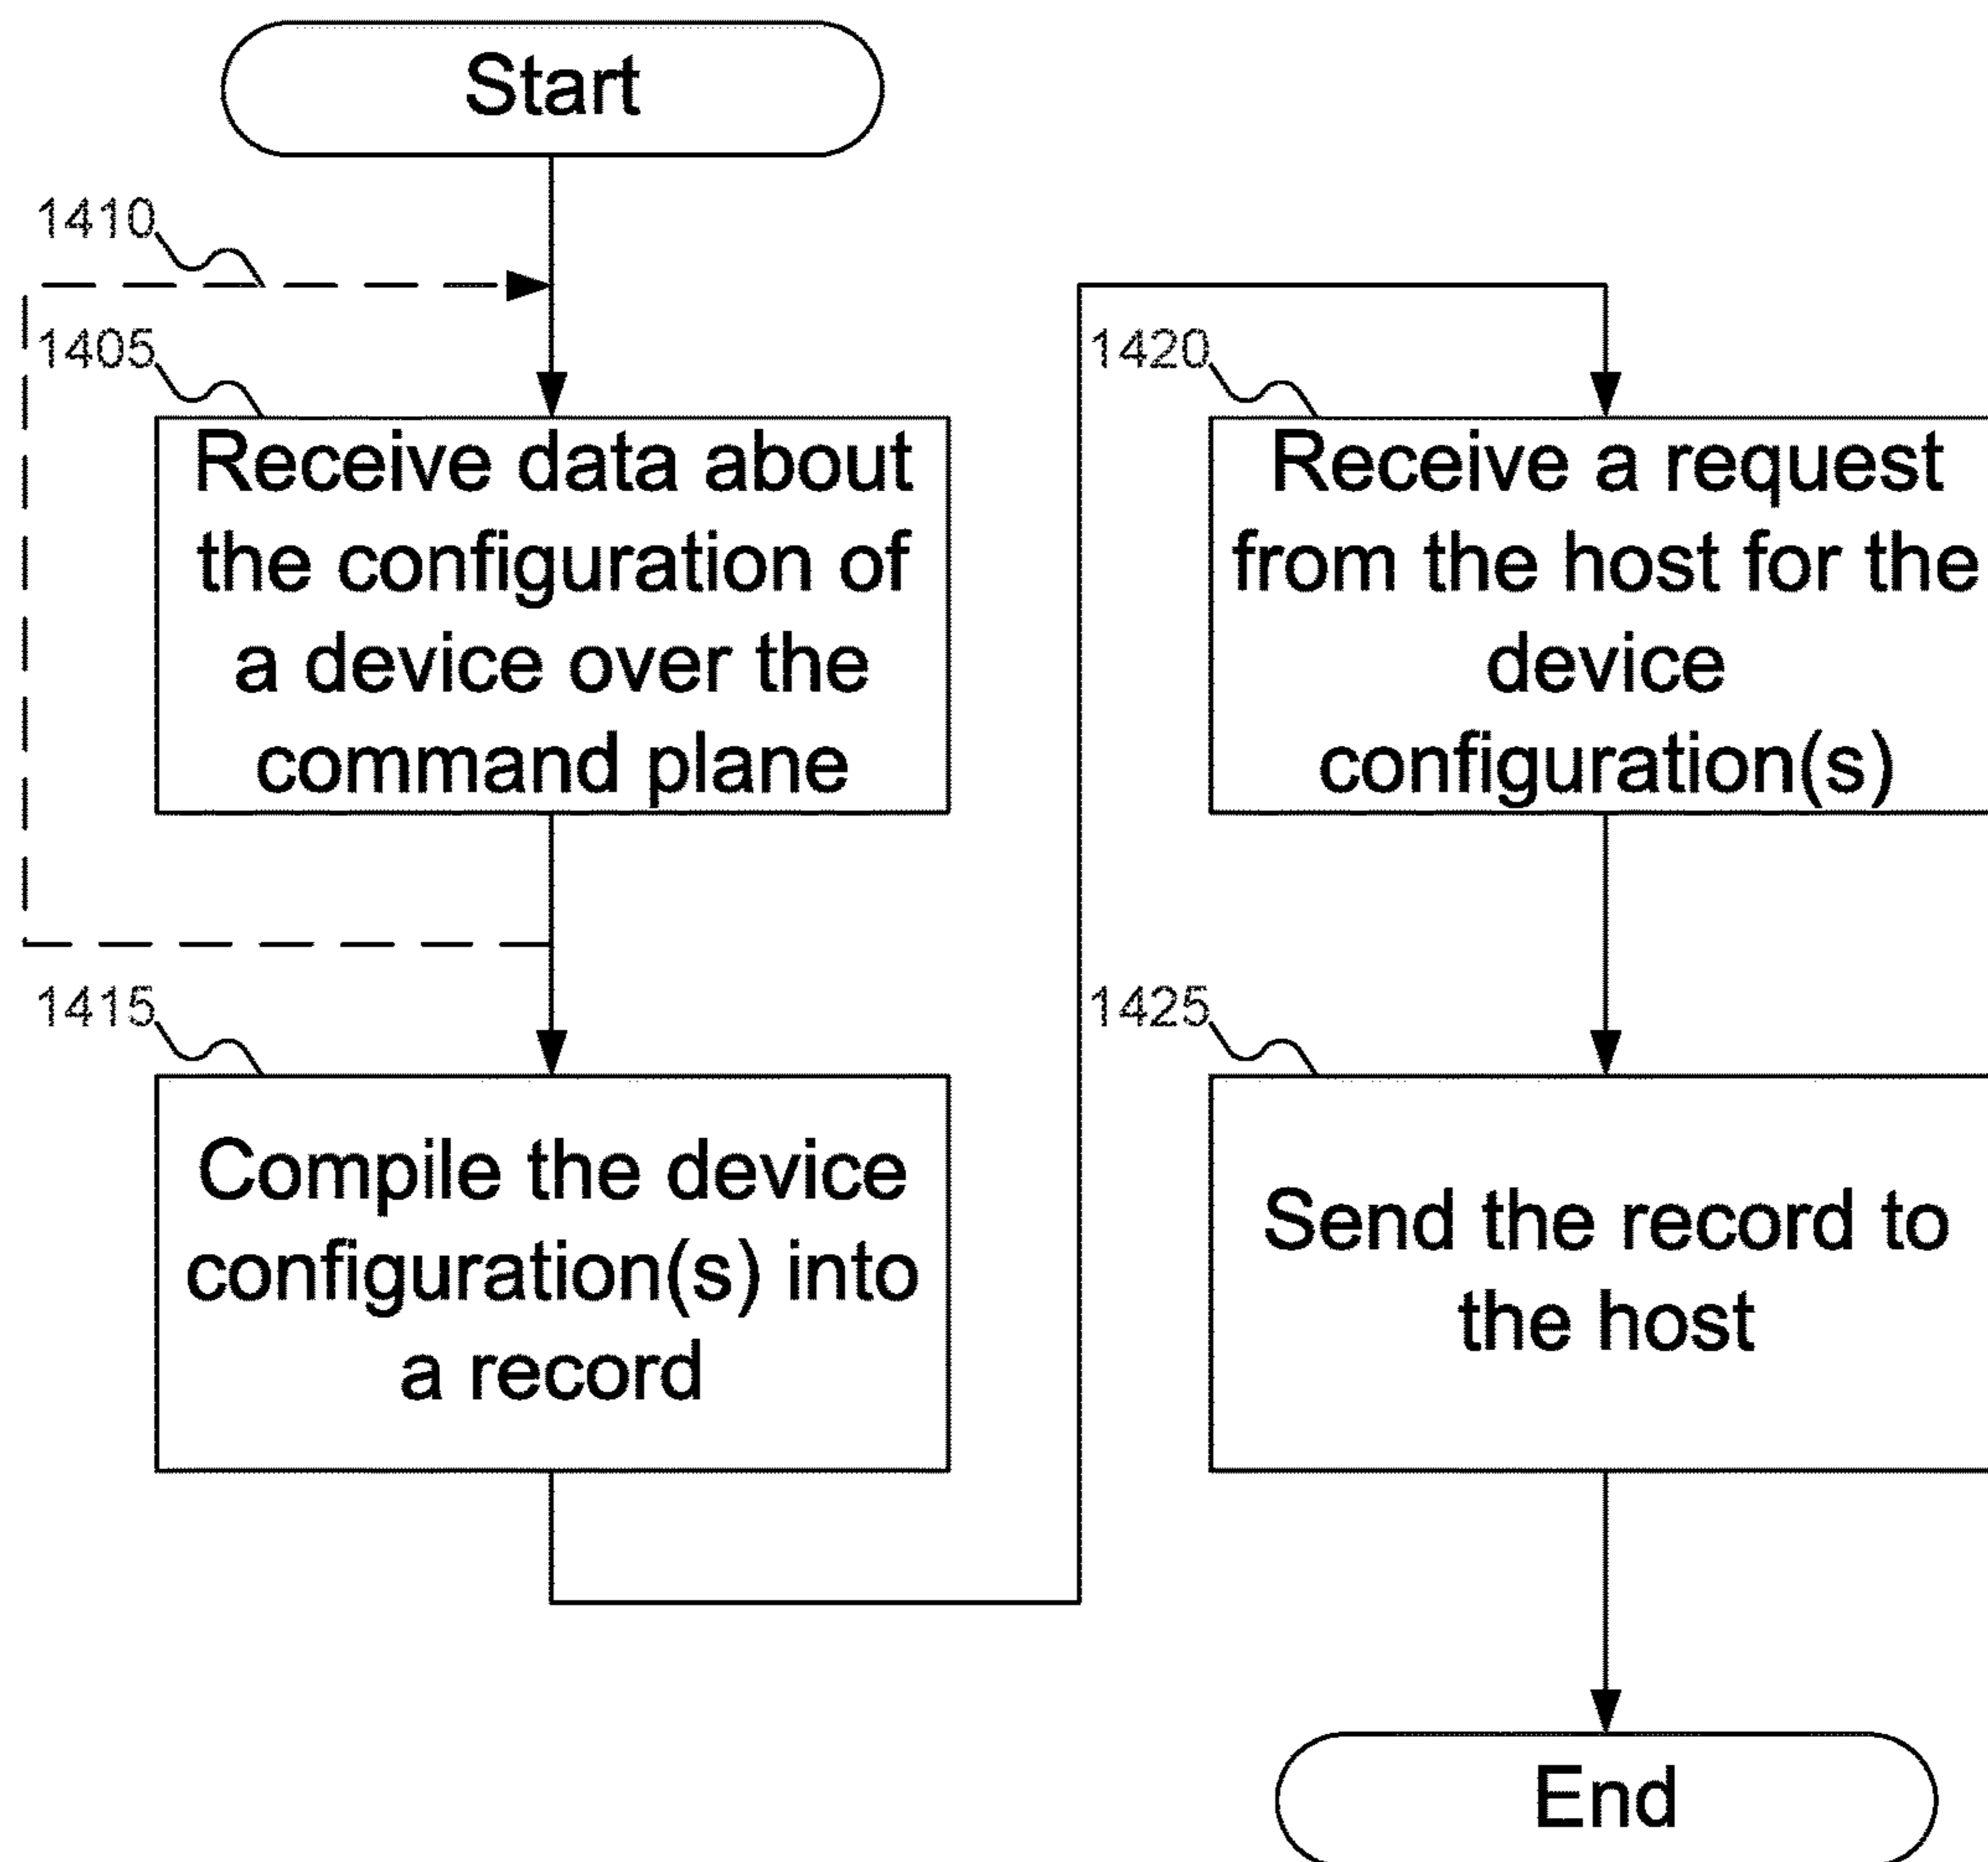 Start
1410
1405
Receive data about
the configuration of
a device over the
command plane
1415
Compile the device
configuration(s) into
a record
1420
Receive a request
from the host for the
device
configuration(s)
1425
Send the record to
the host
End